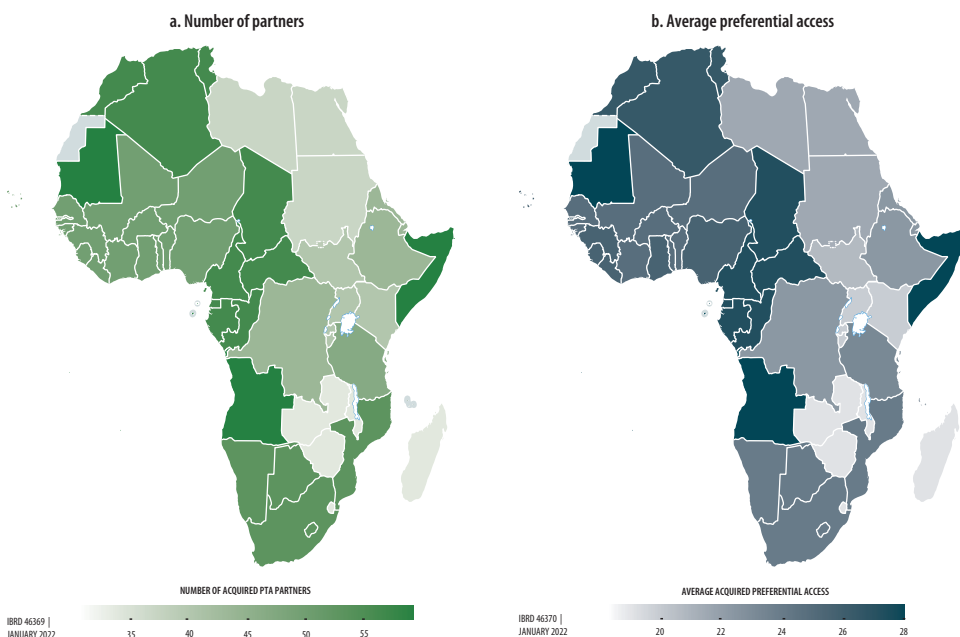 a. Number of partners
b. Average preferential access
NUMBER OF ACQUIRED PTA PARTNERS
IBRD 46369 |
JANUARY 2022
35 40 45 50 55
AVERAGE ACQUIRED PREFERENTIAL ACCESS
IBRD 46370 |
JANUARY 2022
20 22 24 26 28